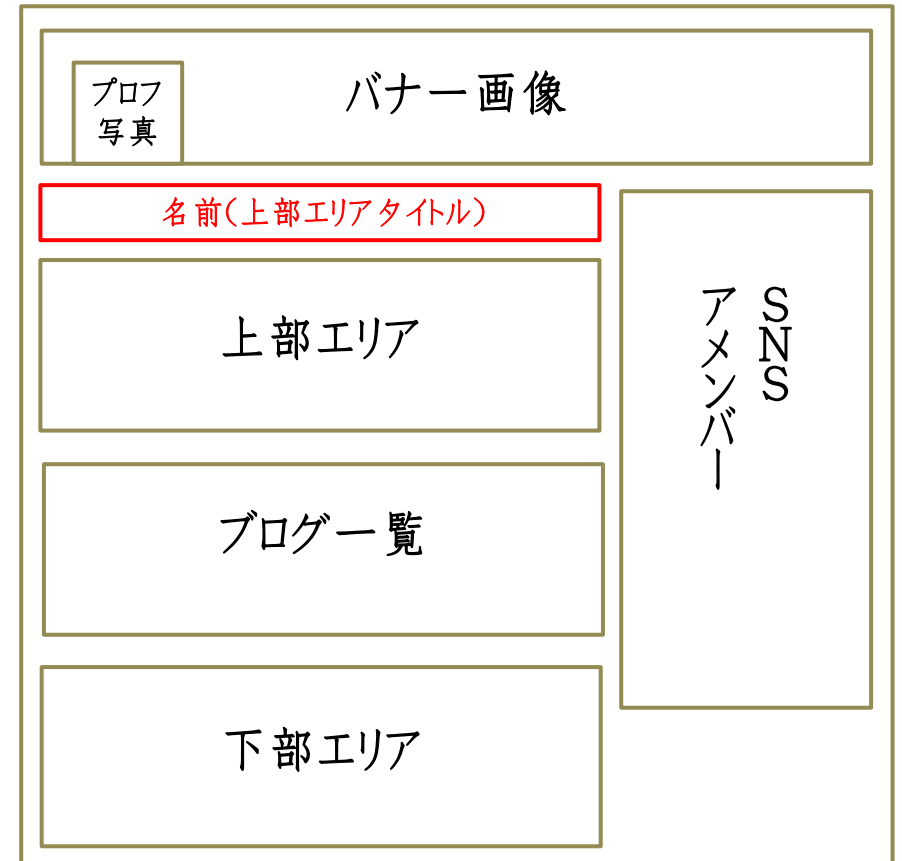 バナー画像
プロフ
写真
名前(上部エリアタイトル)
上部エリア
SNS
アメンバー
ブログ一覧
下部エリア